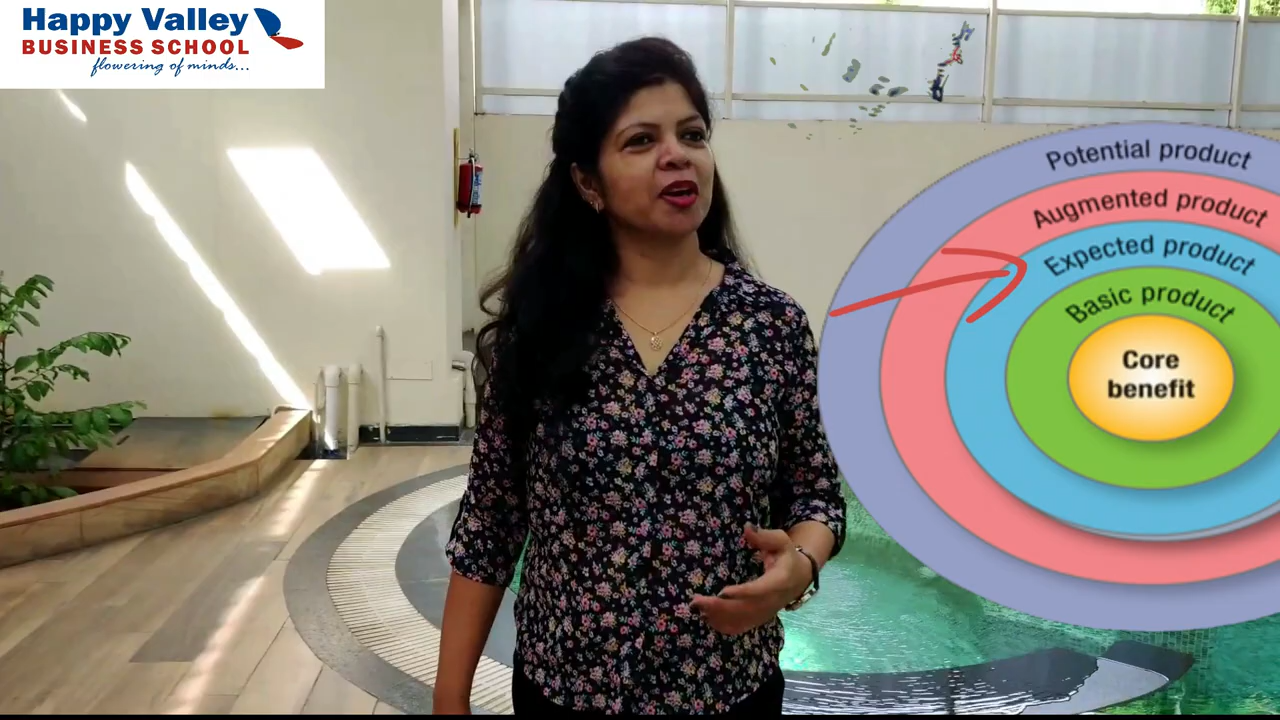 Happy Valley
BUSINESS SCHOOL
flowering of minds...
Potential product
Augmented product
Expected product
Basic product
Core
benefit